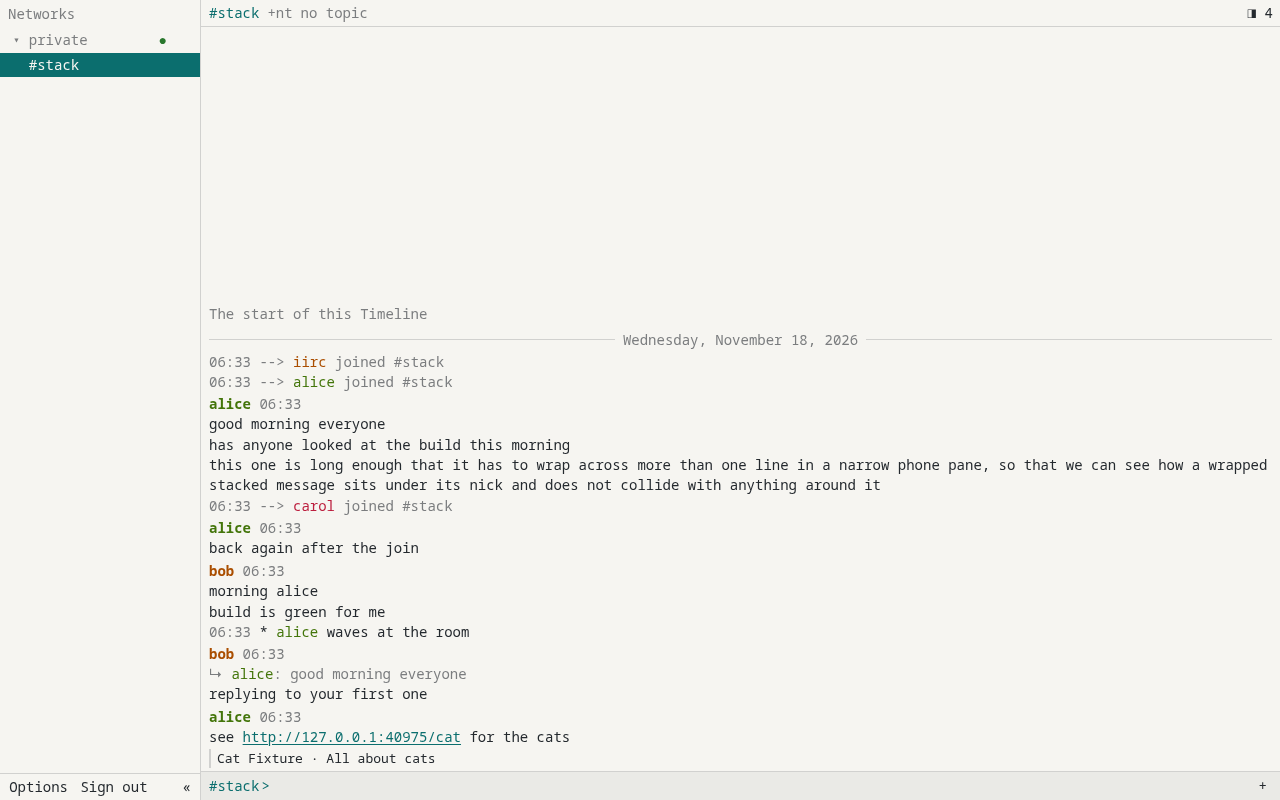 Networks
▾ private ●
#stack
#stack +nt no topic
◨ 4
The start of this Timeline
Wednesday, November 18, 2026
06:33 --> iirc joined #stack
06:33 --> alice joined #stack
alice 06:33
good morning everyone
has anyone looked at the build this morning
this one is long enough that it has to wrap across more than one line in a narrow phone pane, so that we can see how a wrapped
stacked message sits under its nick and does not collide with anything around it
06:33 --> carol joined #stack
alice 06:33
back again after the join
bob 06:33
morning alice
build is green for me
06:33 * alice waves at the room
bob 06:33
↳ alice: good morning everyone
replying to your first one
alice 06:33
see http://127.0.0.1:40975/cat for the cats
Cat Fixture · All about cats
Options Sign out «
#stack> +